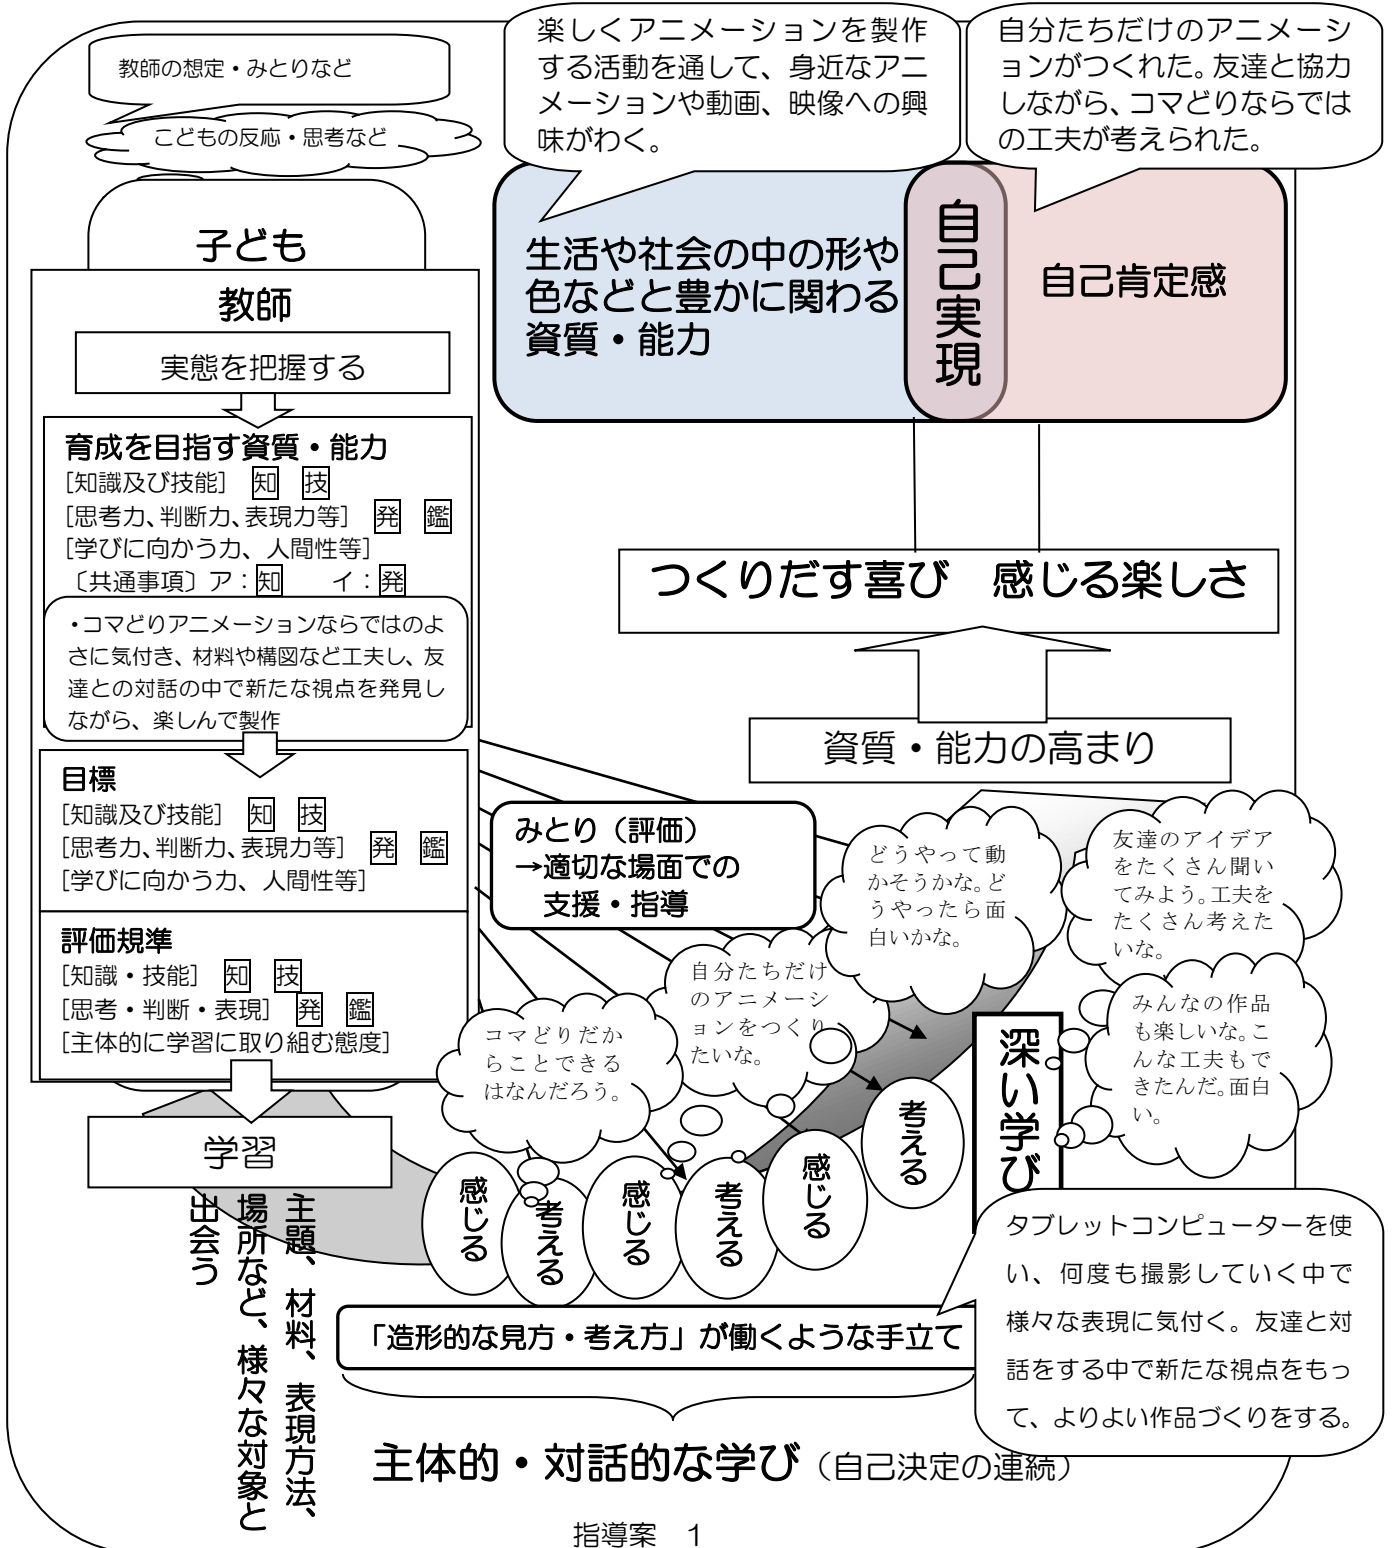 教師の想定・みとりなど
こどもの反応・思考など
楽しくアニメーションを製作
する活動を通して、身近なアニ
メーションや動画、映像への興
味がわく。
自分たちだけのアニメーシ
ョンがつくれた。友達と協力
しながら、コマどりならでは
の工夫が考えられた。
子ども
教師
実態を把握する
生活や社会の中の形や
色などと豊かに関わる
資質・能力
自己実現
自己肯定感
育成を目指す資質・能力
[知識及び技能] 知 技
[思考力、判断力、表現力等] 発 鑑
[学びに向かう力、人間性等]
〔共通事項〕ア：知 イ：発
・コマどりアニメーションならではのよ
さに気付き、材料や構図など工夫し、友
達との対話の中で新たな視点を発見し
ながら、楽しんで製作
つくりだす喜び 感じる楽しさ
資質・能力の高まり
目標
[知識及び技能] 知 技
[思考力、判断力、表現力等] 発 鑑
[学びに向かう力、人間性等]
みとり（評価）
→適切な場面での
支援・指導
評価規準
[知識・技能] 知 技
[思考・判断・表現] 発 鑑
[主体的に学習に取り組む態度]
コマどりだか
らことできる
はなんだろう。
自分たちだけ
のアニメーシ
ョンをつくり
たいな。
どうやって動
かそうかな。ど
うやったら面
白いかな。
友達のアイデア
をたくさん聞い
てみよう。工夫を
たくさん考えた
いな。
みんなの作品
も楽しいな。こ
んな工夫もで
きたんだ。面白
い。
学習
主題、材料、表現方法、
場所など、様々な対象と
出会う
感じる
考える
感じる
考える
感じる
考える
深い学び
タブレットコンピューターを使
い、何度も撮影していく中で
様々な表現に気付く。友達と対
話をする中で新たな視点をもっ
て、よりよい作品づくりをする。
「造形的な見方・考え方」が働くような手立て
主体的・対話的な学び（自己決定の連続）
指導案 1